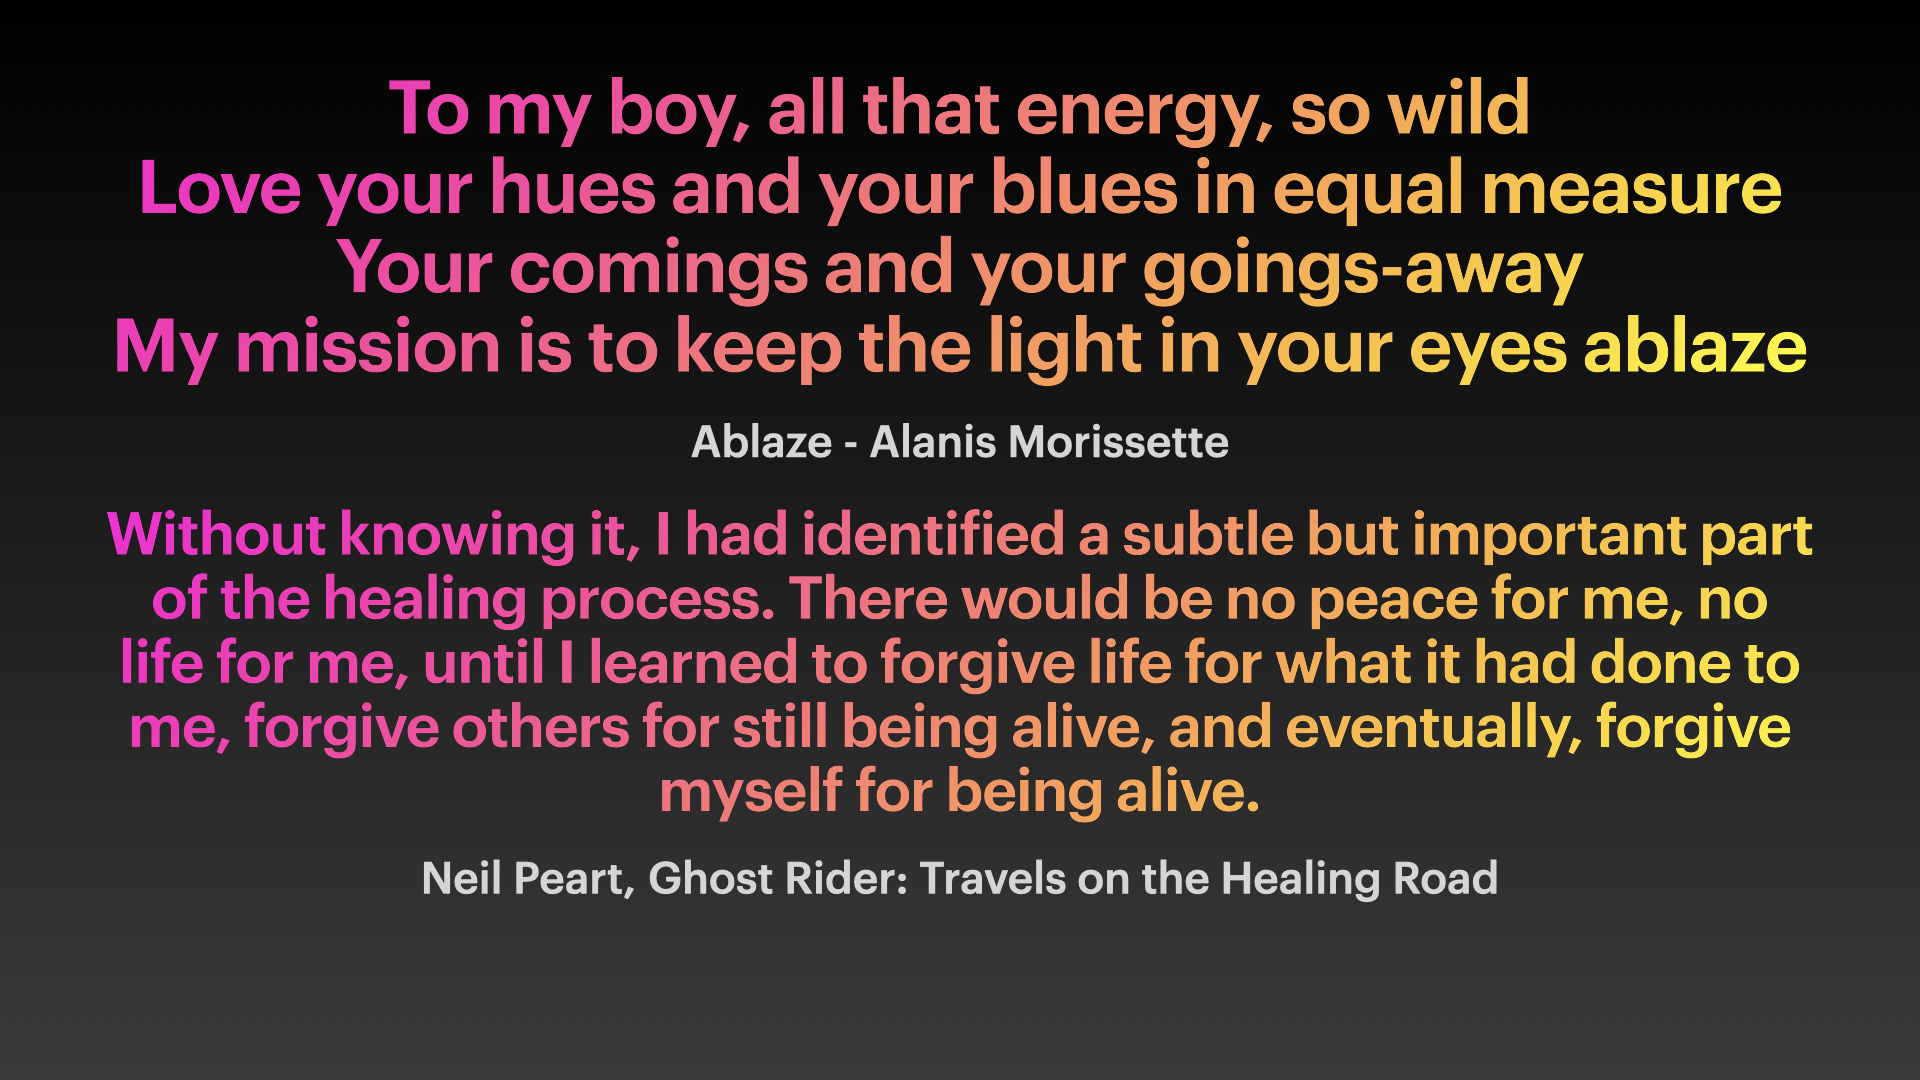 To my boy, all that energy, so wild
Love your hues and your blues in equal measure
Your comings and your goings-away
My mission is to keep the light in your eyes ablaze
Ablaze - Alanis Morissette
Without knowing it, I had identified a subtle but important part
of the healing process. There would be no peace for me, no
life for me, until I learned to forgive life for what it had done to
me, forgive others for still being alive, and eventually, forgive
myself for being alive.
Neil Peart, Ghost Rider: Travels on the Healing Road